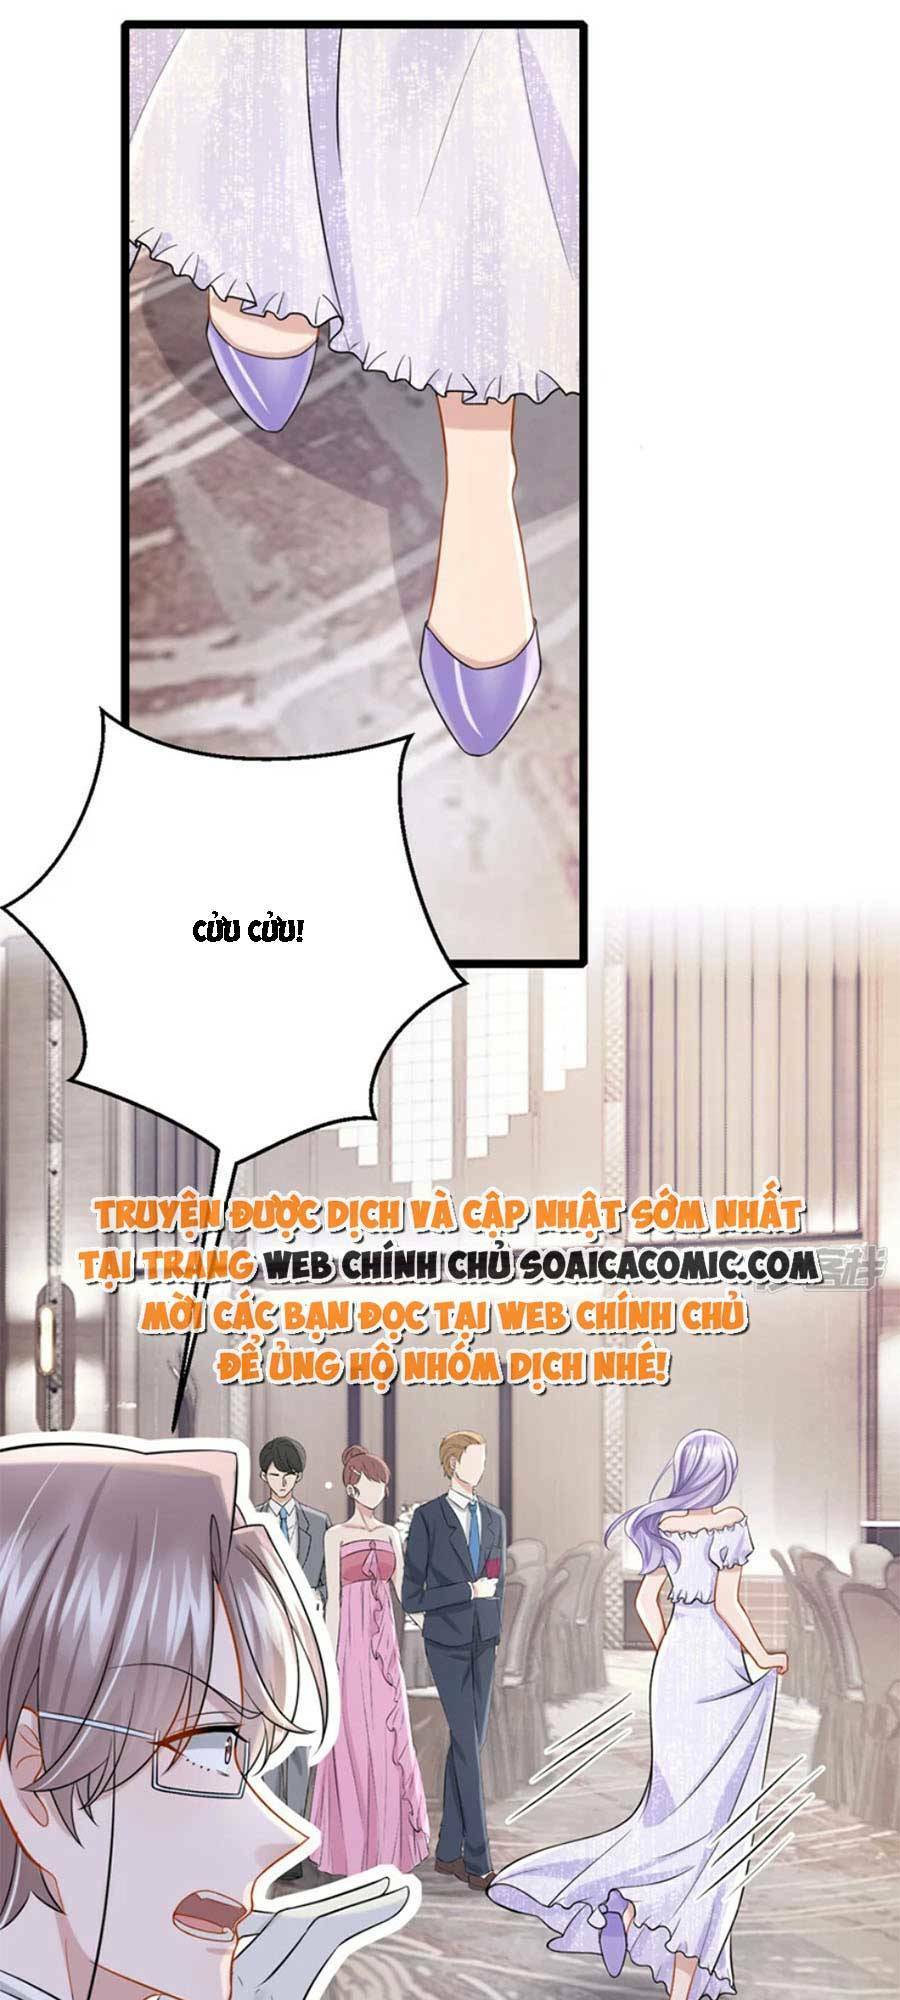 CỬU CỬU!
TRUYỆN ĐƯỢC DỊCH VÀ CẬP NHẬT SỚM NHẤT
TẠI TRANG WEB CHÍNH CHỦ SOAICACOMIC.COM
MỜI CÁC BẠN ĐỌC TẠI WEB CHÍNH CHỦ
ĐỂ ỦNG HỘ NHÓM DỊCH NHÉ!